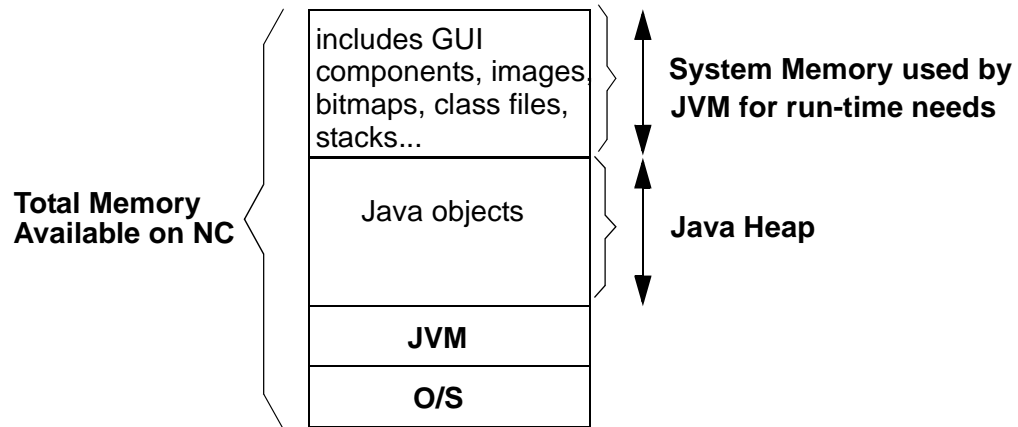 includes GUI
components, images,
bitmaps, class files,
stacks...
System Memory used by
JVM for run-time needs
Total Memory
Available on NC
Java objects
Java Heap
JVM
O/S